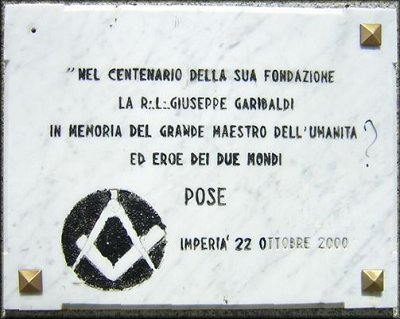 "NEL CENTENARIO DELLA SUA FONDAZIONE
LA R∴L∴GIUSEPPE GARIBALDI
IN MEMORIA DEL GRANDE MAESTRO DELL'UMANITA?
ED EROE DEI DUE MONDI
POSE
IMPERIA' 22 OTTOBRE 2000